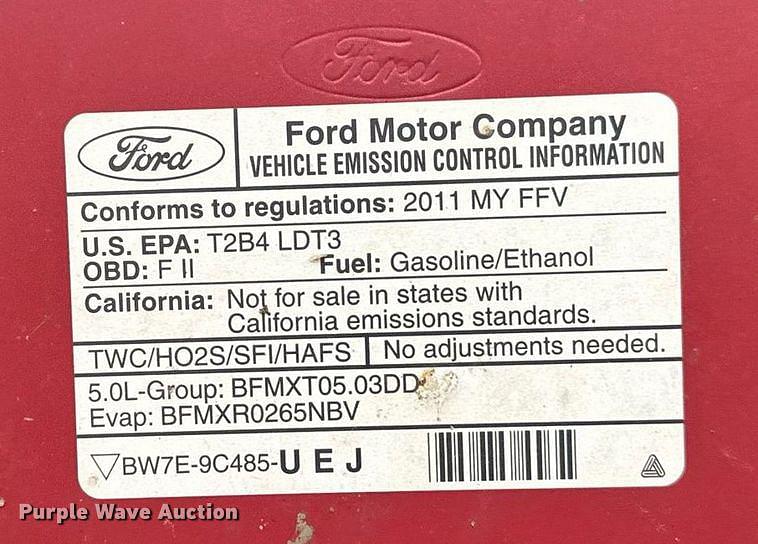 Ford
Ford
Ford Motor Company
VEHICLE EMISSION CONTROL INFORMATION
Conforms to regulations: 2011 MY FFV
U.S. EPA: T2B4 LDT3
OBD: F II Fuel: Gasoline/Ethanol
California: Not for sale in states with
California emissions standards.
TWC/HO2S/SFI/HAFS No adjustments needed.
5.0L-Group: BFMXT05.03DD
Evap: BFMXR0265NBV
BW7E-9C485-U E J
Purple Wave Auction